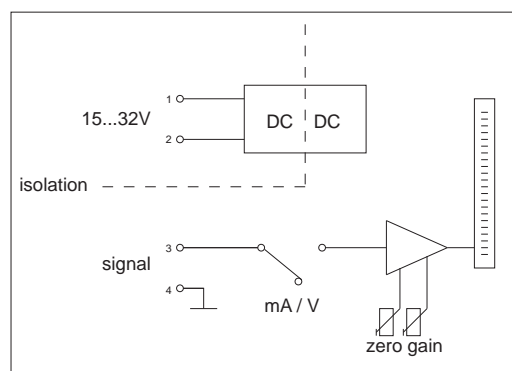 1
15...32V
DC DC
2
isolation
3
signal
4
mA / V
zero gain